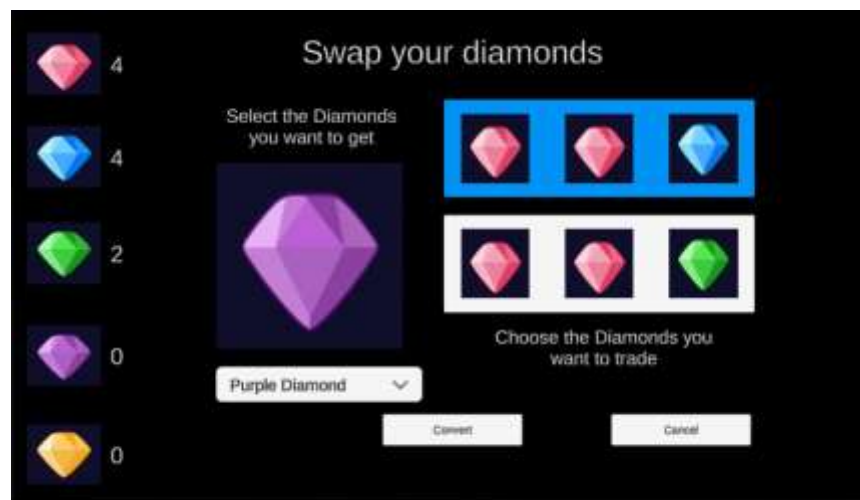 Swap your diamonds
4
4
2
0
0
Select the Diamonds
you want to get
Purple Diamond
Choose the Diamonds you
want to trade
Convert
Cancel